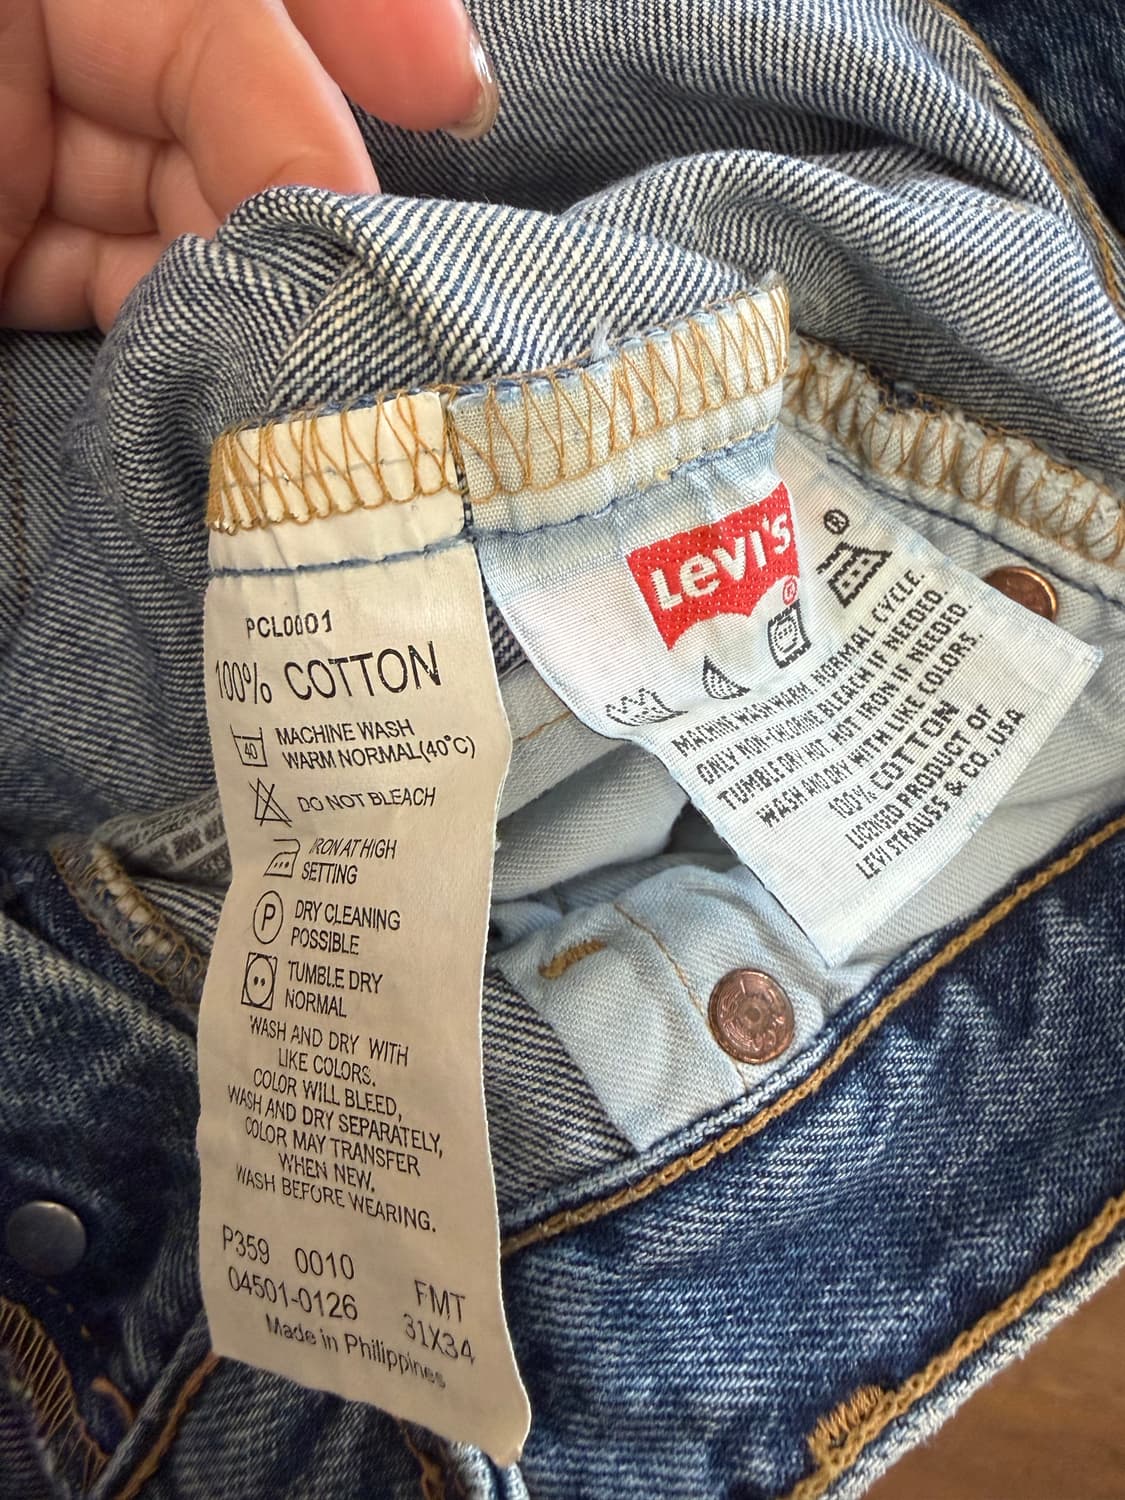 PCL0001
100% COTTON
40
MACHINE WASH
WARM NORMAL(40°C)
DO NOT BLEACH
IRON AT HIGH
SETTING
P
DRY CLEANING
POSSIBLE
TUMBLE DRY
NORMAL
WASH AND DRY WITH
LIKE COLORS.
COLOR WILL BLEED,
WASH AND DRY SEPARATELY,
COLOR MAY TRANSFER
WHEN NEW.
WASH BEFORE WEARING.
P359 0010
04501-0126
FMT
31X34
Made in Philippines
LEVI'S
®
®
MACHINE WASH WARM, NORMAL CYCLE.
ONLY NON-CHLORINE BLEACH IF NEEDED.
TUMBLE DRY HOT. HOT IRON IF NEEDED.
WASH AND DRY WITH LIKE COLORS.
100% COTTON
LICENSED PRODUCT OF
LEVI STRAUSS & CO.,USA